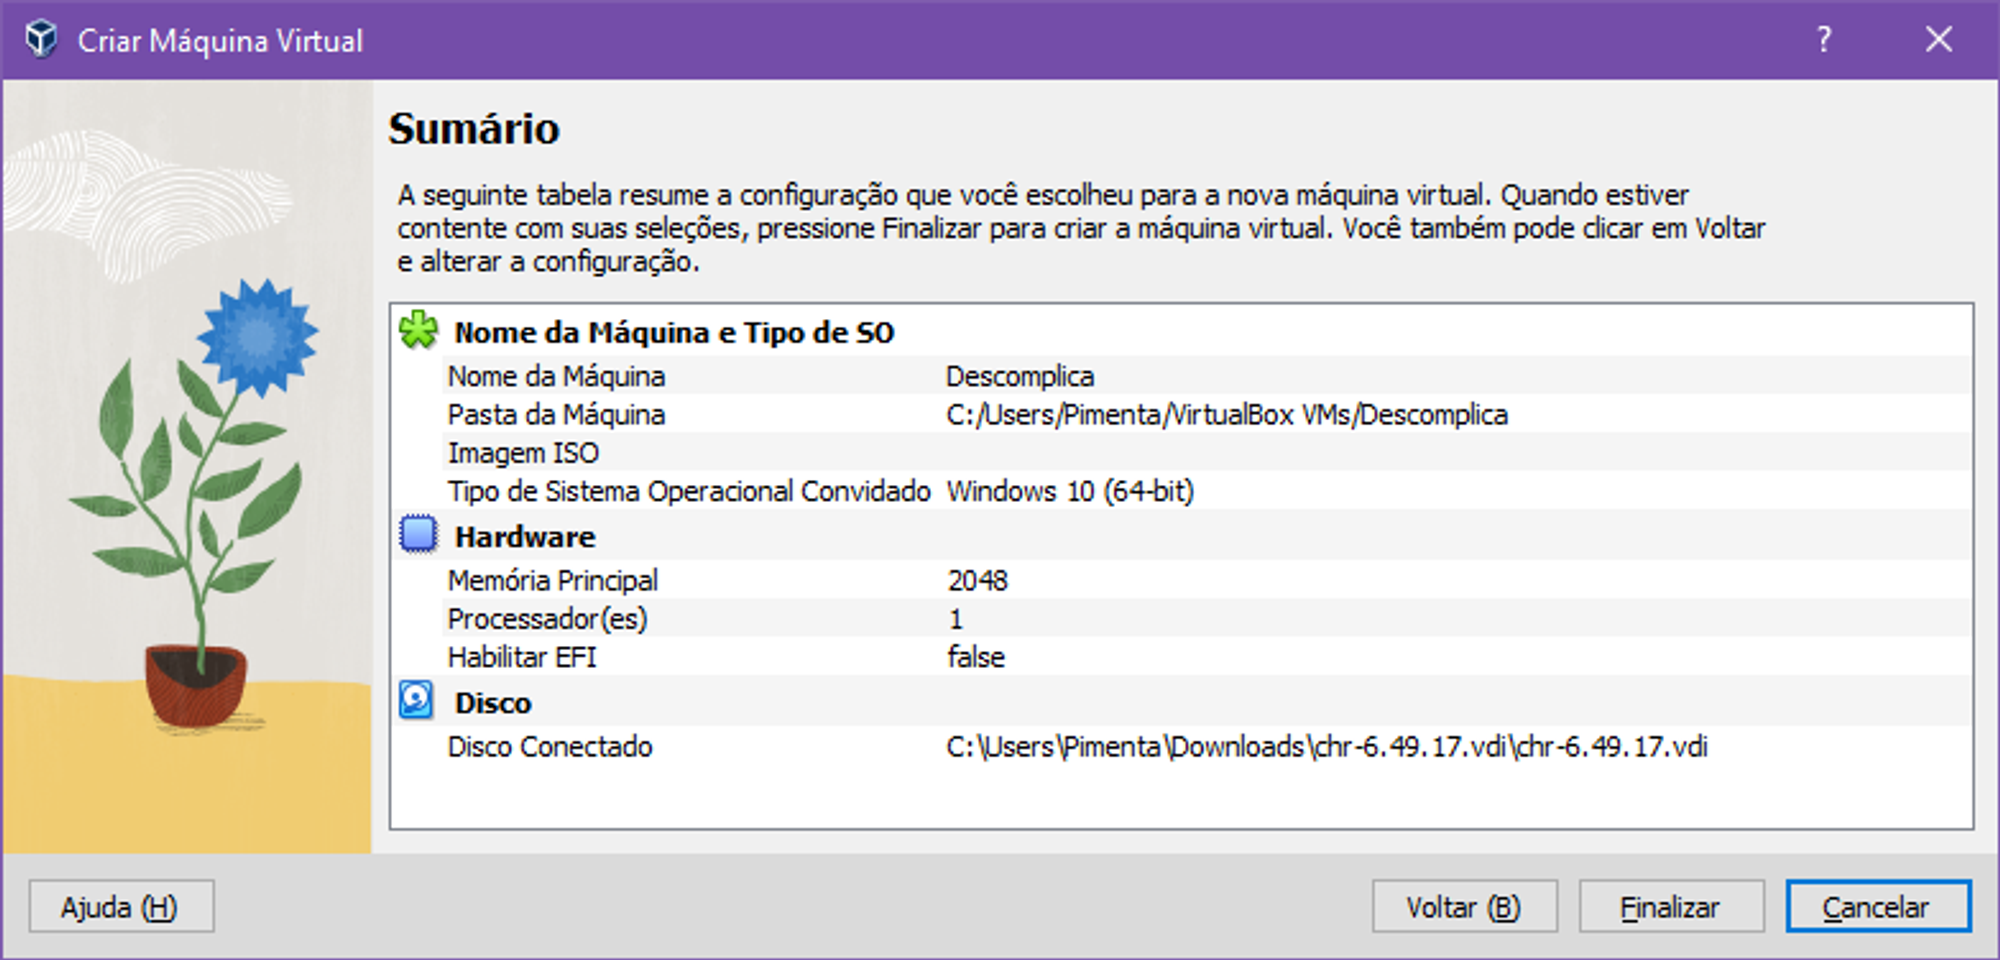 Criar Máquina Virtual
?
Sumário
A seguinte tabela resume a configuração que você escolheu para a nova máquina virtual. Quando estiver
contente com suas seleções, pressione Finalizar para criar a máquina virtual. Você também pode clicar em Voltar
e alterar a configuração.
Nome da Máquina e Tipo de SO
Nome da Máquina Descomplica
Pasta da Máquina C:/Users/Pimenta/VirtualBox VMs/Descomplica
Imagem ISO
Tipo de Sistema Operacional Convidado Windows 10 (64-bit)
Hardware
Memória Principal 2048
Processador(es) 1
Habilitar EFI false
Disco
Disco Conectado C:\Users\Pimenta\Downloads\chr-6.49.17.vdi\chr-6.49.17.vdi
Ajuda (H) Voltar (B) Finalizar Cancelar